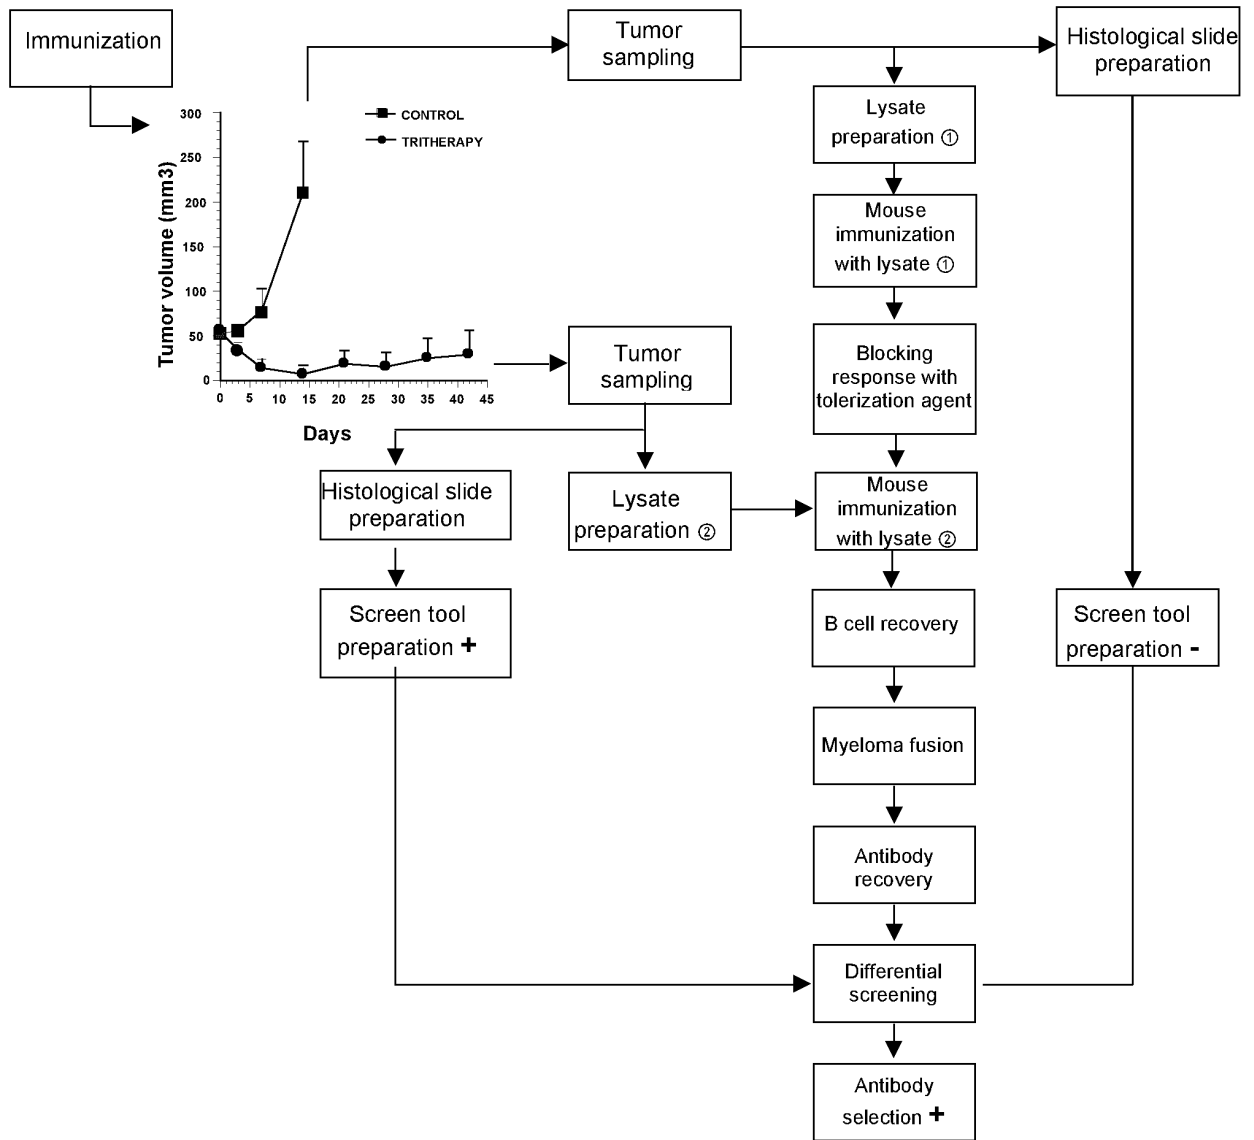 Immunization
Tumor
sampling
Histological slide
preparation
Lysate
preparation ①
Mouse
immunization
with lysate ①
Blocking
response with
tolerization agent
Mouse
immunization
with lysate ②
B cell recovery
Myeloma fusion
Antibody
recovery
Differential
screening
Antibody
selection +
CONTROL
TRITHERAPY
Tumor volume (mm3)
300
250
200
150
100
50
0
0 5 10 15 20 25 30 35 40 45
Days
Tumor
sampling
Histological slide
preparation
Lysate
preparation ②
Screen tool
preparation +
Screen tool
preparation -